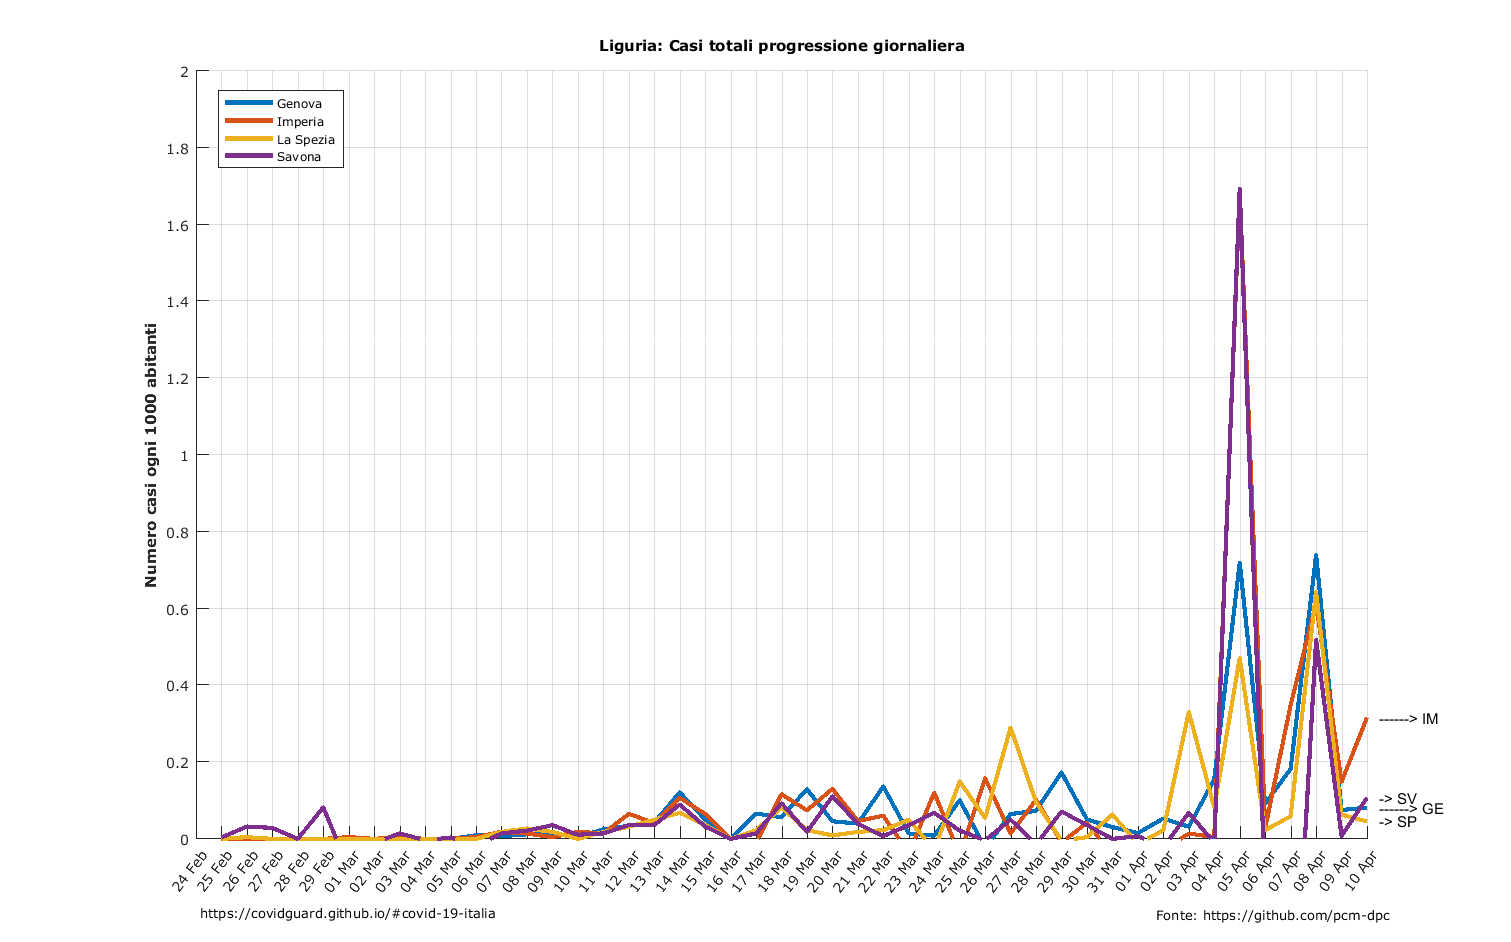 Liguria: Casi totali progressione giornaliera
Numero casi ogni 1000 abitanti
2
1.8
1.6
1.4
1.2
1
0.8
0.6
0.4
0.2
0
Genova
Imperia
La Spezia
Savona
------> IM
-> SV
------> GE
-> SP
24 Feb
25 Feb
26 Feb
27 Feb
28 Feb
29 Feb
01 Mar
02 Mar
03 Mar
04 Mar
05 Mar
06 Mar
07 Mar
08 Mar
09 Mar
10 Mar
11 Mar
12 Mar
13 Mar
14 Mar
15 Mar
16 Mar
17 Mar
18 Mar
19 Mar
20 Mar
21 Mar
22 Mar
23 Mar
24 Mar
25 Mar
26 Mar
27 Mar
28 Mar
29 Mar
30 Mar
31 Mar
01 Apr
02 Apr
03 Apr
04 Apr
05 Apr
06 Apr
07 Apr
08 Apr
09 Apr
10 Apr
https://covidguard.github.io/#covid-19-italia
Fonte: https://github.com/pcm-dpc